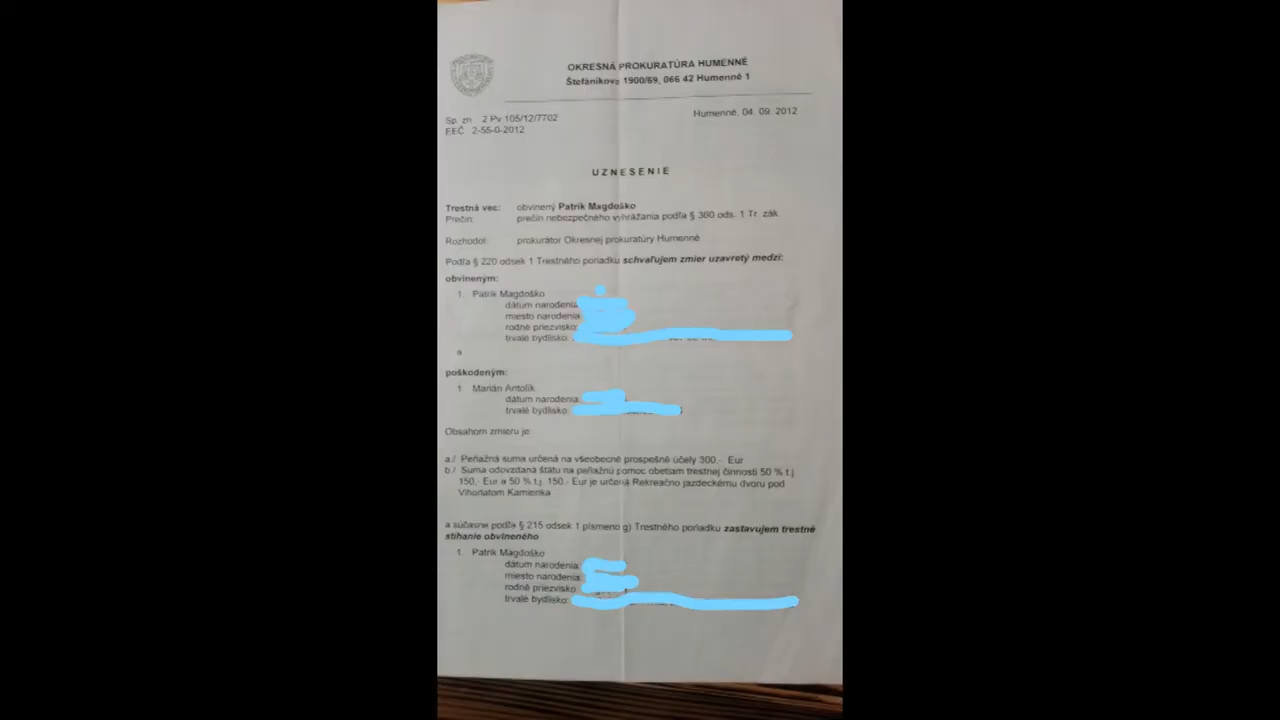 OKRESNÁ PROKURATÚRA HUMENNÉ
Štefánikova 1900/69, 066 42 Humenné 1
Sp. zn. 2 Pv 105/12/7702
EEČ 2-55-0-2012
Humenné, 04. 09. 2012
UZNESENIE
Trestná vec: obvinený Patrik Magdoško
Prečin: prečin nebezpečného vyhrážania podľa § 360 ods. 1 Tr. zák.
Rozhodol: prokurátor Okresnej prokuratúry Humenné
Podľa § 220 odsek 1 Trestného poriadku schvaľujem zmier uzavretý medzi:
obvineným:
1. Patrik Magdoško
dátum narodenia:
miesto narodenia:
rodné priezvisko:
trvalé bydlisko:
a
poškodeným:
1. Marián Antolík
dátum narodenia:
trvalé bydlisko:
Obsahom zmieru je:
a./ Peňažná suma určená na všeobecne prospešné účely 300,- Eur
b./ Suma odovzdaná štátu na peňažnú pomoc obetiam trestnej činnosti 50 % t.j.
150,- Eur a 50 % t.j. 150,- Eur je určená Rekreačno jazdeckému dvoru pod
Vihorlatom Kamienka
a súčasne podľa § 215 odsek 1 písmeno g) Trestného poriadku zastavujem trestné
stíhanie obvineného
1. Patrik Magdoško
dátum narodenia:
miesto narodenia:
rodné priezvisko:
trvalé bydlisko: